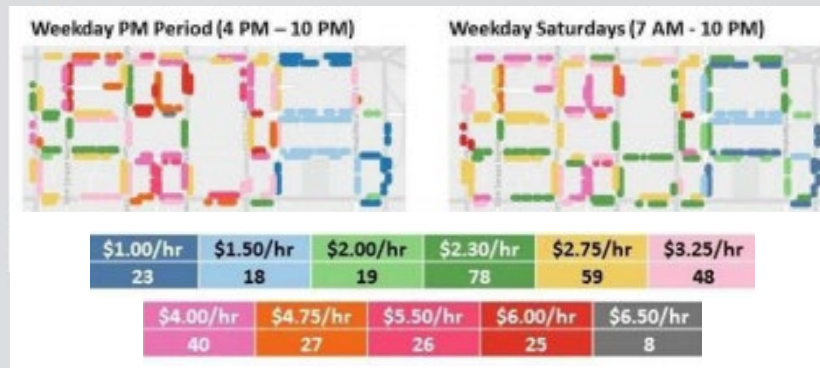 Weekday PM Period (4 PM – 10 PM)
Weekday Saturdays (7 AM - 10 PM)
$1.00/hr $1.50/hr $2.00/hr $2.30/hr $2.75/hr $3.25/hr
23 18 19 78 59 48
$4.00/hr $4.75/hr $5.50/hr $6.00/hr $6.50/hr
40 27 26 25 8